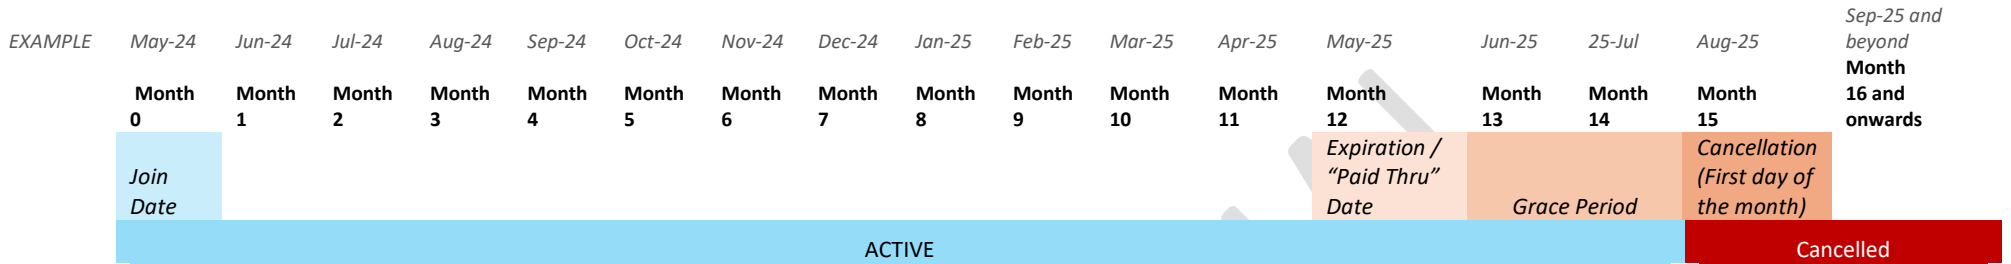 Sep-25 and
EXAMPLE May-24 Jun-24 Jul-24 Aug-24 Sep-24 Oct-24 Nov-24 Dec-24 Jan-25 Feb-25 Mar-25 Apr-25 May-25 Jun-25 25-Jul Aug-25 beyond
Month
Month Month Month Month Month Month Month Month Month Month Month Month Month Month Month Month 16 and
0 1 2 3 4 5 6 7 8 9 10 11 12 13 14 15 onwards
Expiration / Cancellation
Join “Paid Thru” (First day of
Date Date Grace Period the month)
ACTIVE Cancelled